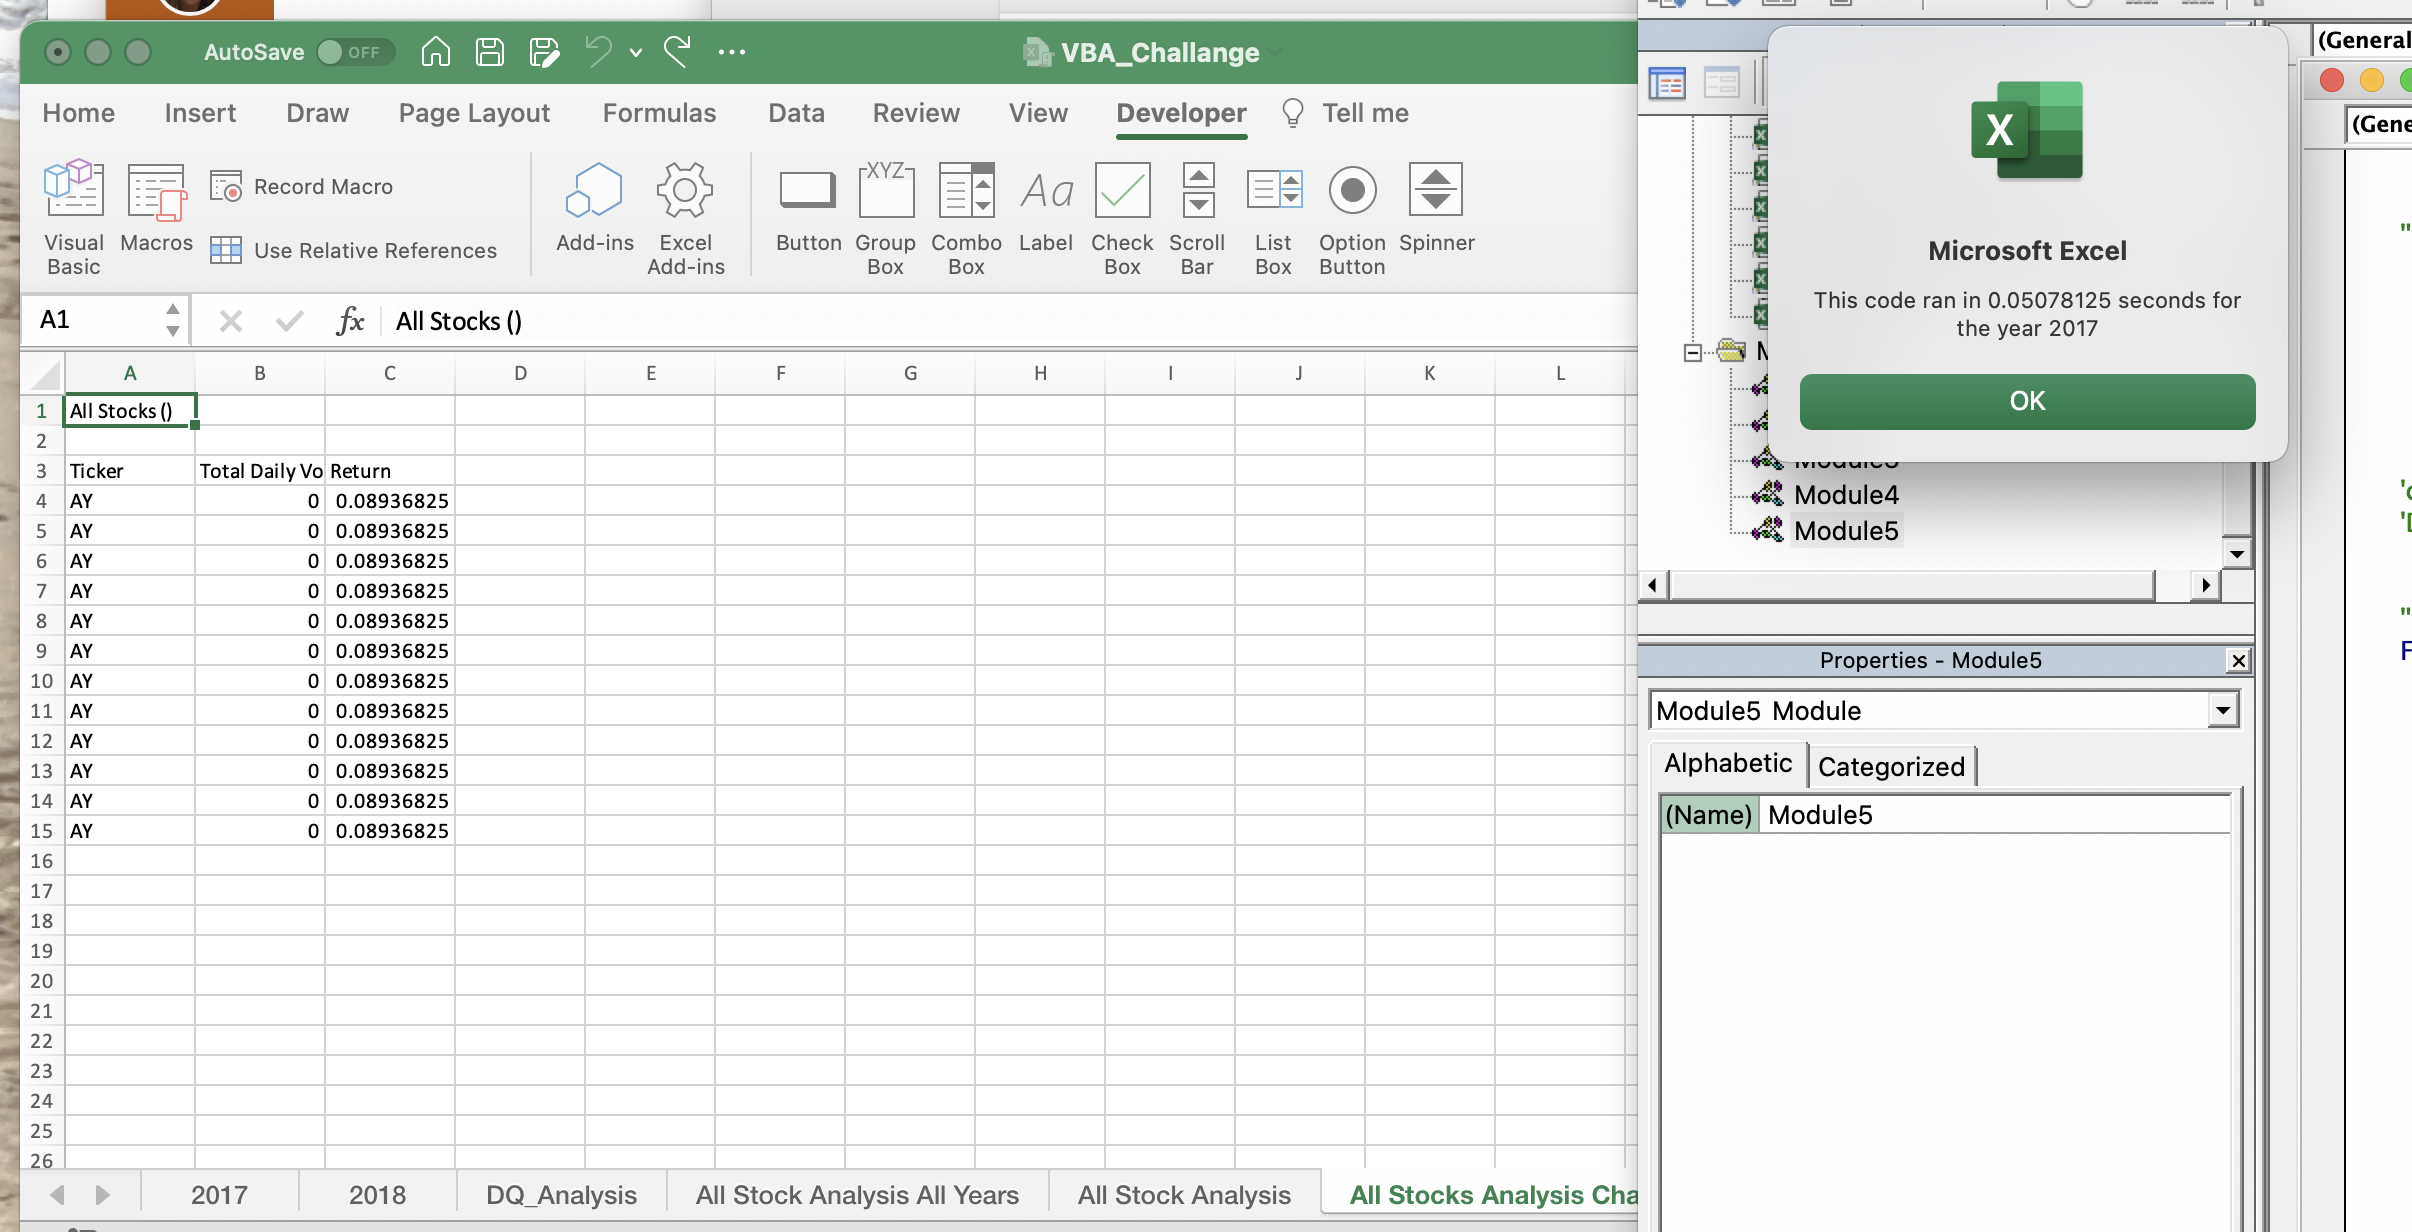 AutoSave OFF
VBA_Challange
Home Insert Draw Page Layout Formulas Data Review View Developer Tell me
Visual Basic
Macros
Record Macro
Use Relative References
Add-ins
Excel Add-ins
XYZ
Aa
Button
Group Box
Combo Box
Label
Check Box
Scroll Bar
List Box
Option Button
Spinner
A1 fx All Stocks ()
A B C D E F G H I J K L
1 All Stocks ()
2
3 Ticker Total Daily Vo Return
4 AY 0 0.08936825
5 AY 0 0.08936825
6 AY 0 0.08936825
7 AY 0 0.08936825
8 AY 0 0.08936825
9 AY 0 0.08936825
10 AY 0 0.08936825
11 AY 0 0.08936825
12 AY 0 0.08936825
13 AY 0 0.08936825
14 AY 0 0.08936825
15 AY 0 0.08936825
16
17
18
19
20
21
22
23
24
25
26
2017 2018 DQ_Analysis All Stock Analysis All Years All Stock Analysis All Stocks Analysis Cha
X
Microsoft Excel
This code ran in 0.05078125 seconds for
the year 2017
OK
Module3
Module4
Module5
Properties - Module5
Module5 Module
Alphabetic Categorized
(Name) Module5
(General
(Gene